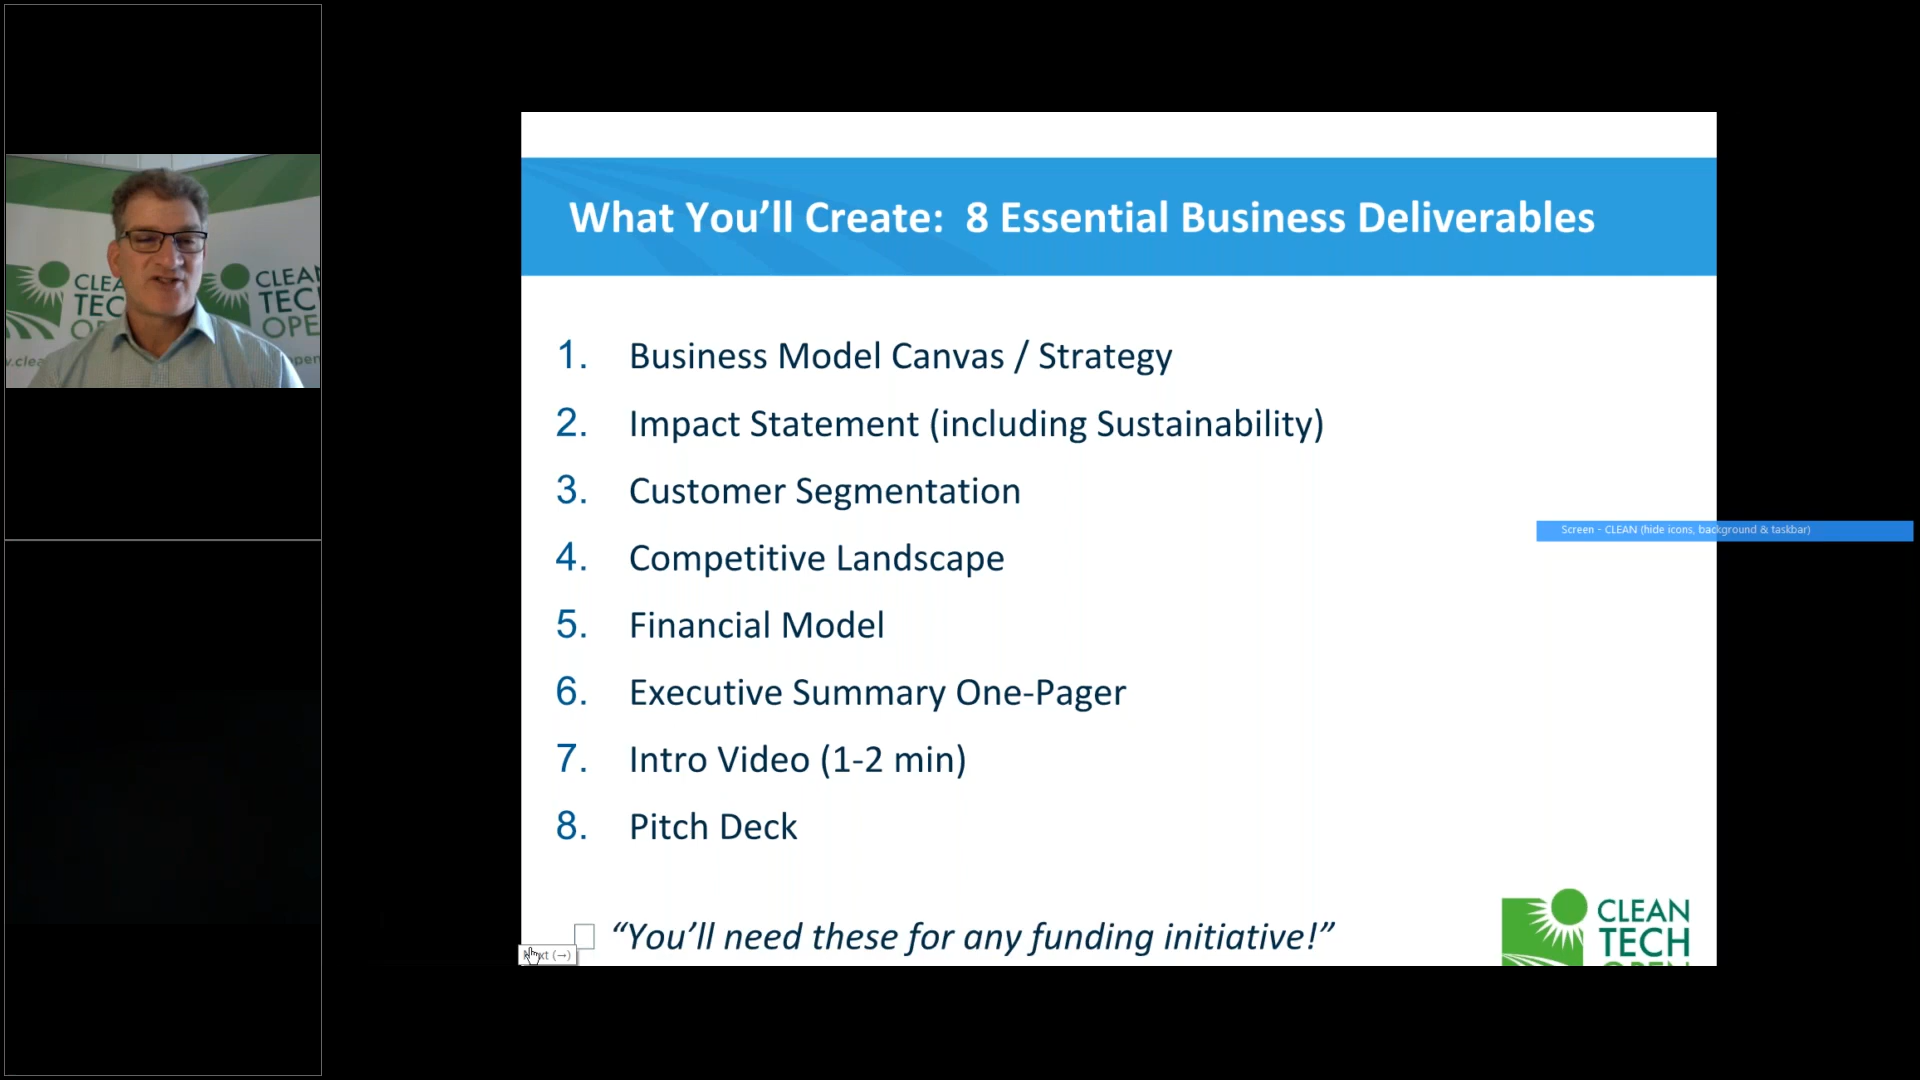 What You’ll Create:  8 Essential Business Deliverables
1. Business Model Canvas / Strategy
2. Impact Statement (including Sustainability)
3. Customer Segmentation
4. Competitive Landscape
5. Financial Model
6. Executive Summary One-Pager
7. Intro Video (1-2 min)
8. Pitch Deck
“You’ll need these for any funding initiative!”
CLEAN
TECH
OPEN
Screen - CLEAN (hide icons, background & taskbar)
CLEAN
TECH
OPEN